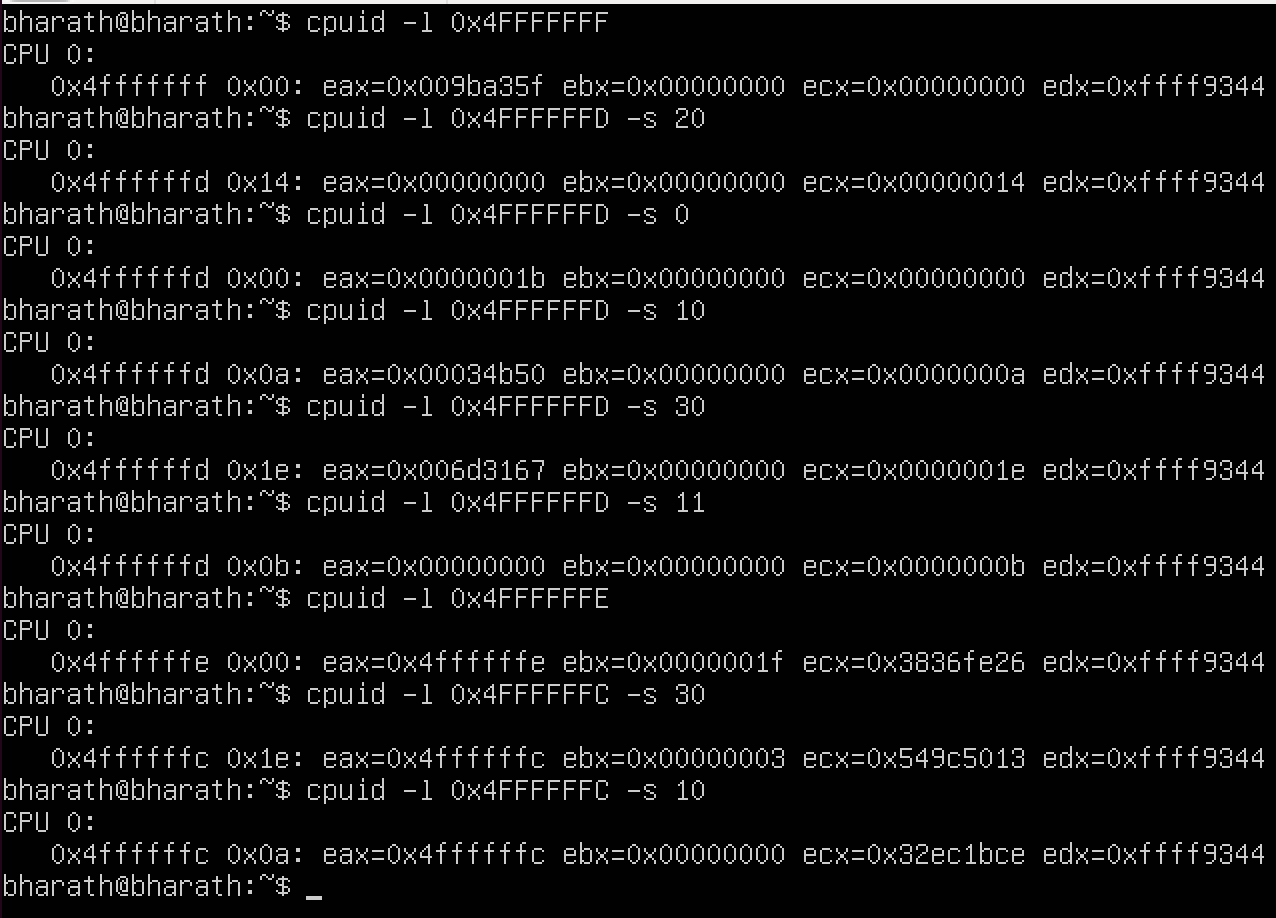 bharath@bharath:~$ cpuid -l 0x4FFFFFFF
CPU 0:
   0x4fffffff 0x00: eax=0x009ba35f ebx=0x00000000 ecx=0x00000000 edx=0xffff9344
bharath@bharath:~$ cpuid -l 0x4FFFFFFD -s 20
CPU 0:
   0x4ffffffd 0x14: eax=0x00000000 ebx=0x00000000 ecx=0x00000014 edx=0xffff9344
bharath@bharath:~$ cpuid -l 0x4FFFFFFD -s 0
CPU 0:
   0x4ffffffd 0x00: eax=0x0000001b ebx=0x00000000 ecx=0x00000000 edx=0xffff9344
bharath@bharath:~$ cpuid -l 0x4FFFFFFD -s 10
CPU 0:
   0x4ffffffd 0x0a: eax=0x00034b50 ebx=0x00000000 ecx=0x0000000a edx=0xffff9344
bharath@bharath:~$ cpuid -l 0x4FFFFFFD -s 30
CPU 0:
   0x4ffffffd 0x1e: eax=0x006d3167 ebx=0x00000000 ecx=0x0000001e edx=0xffff9344
bharath@bharath:~$ cpuid -l 0x4FFFFFFD -s 11
CPU 0:
   0x4ffffffd 0x0b: eax=0x00000000 ebx=0x00000000 ecx=0x0000000b edx=0xffff9344
bharath@bharath:~$ cpuid -l 0x4FFFFFFE
CPU 0:
   0x4ffffffe 0x00: eax=0x4ffffffe ebx=0x0000001f ecx=0x3836fe26 edx=0xffff9344
bharath@bharath:~$ cpuid -l 0x4FFFFFFC -s 30
CPU 0:
   0x4ffffffc 0x1e: eax=0x4ffffffc ebx=0x00000003 ecx=0x549c5013 edx=0xffff9344
bharath@bharath:~$ cpuid -l 0x4FFFFFFC -s 10
CPU 0:
   0x4ffffffc 0x0a: eax=0x4ffffffc ebx=0x00000000 ecx=0x32ec1bce edx=0xffff9344
bharath@bharath:~$ _